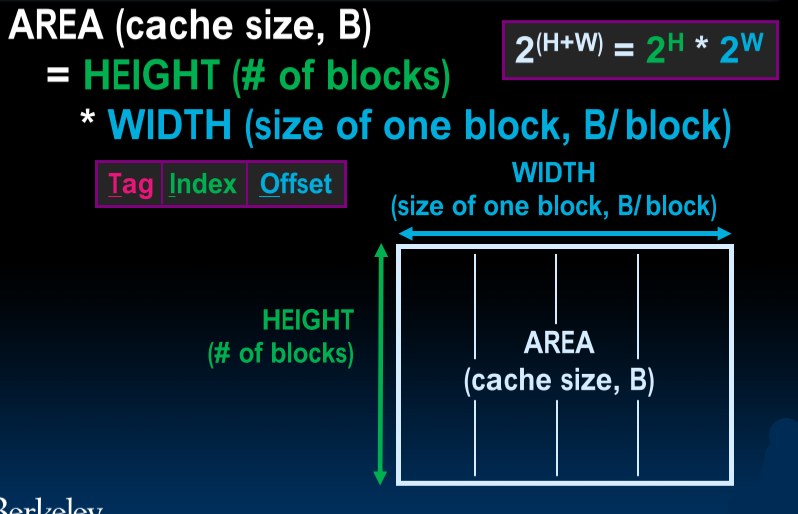 AREA (cache size, B)
= HEIGHT (# of blocks)
* WIDTH (size of one block, B/block)
2^(H+W) = 2^H * 2^W
Tag Index Offset
WIDTH
(size of one block, B/block)
HEIGHT
(# of blocks)
AREA
(cache size, B)
Berkeley